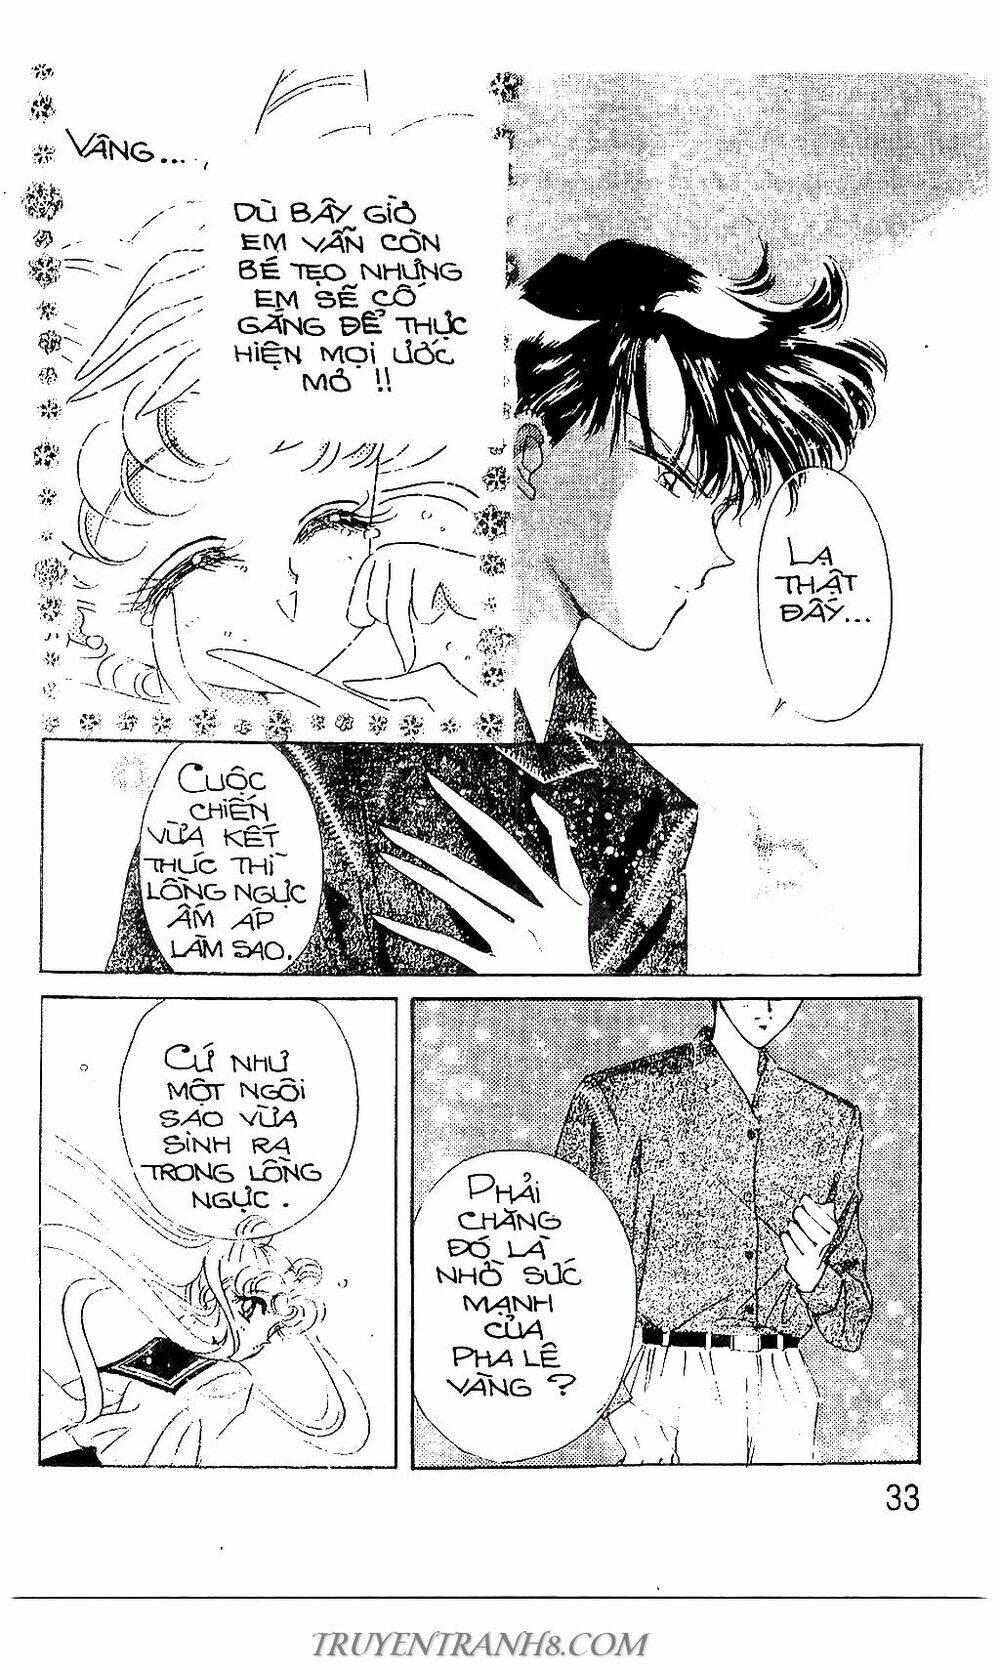 VÂNG...
DÙ BÂY GIỜ
EM VẪN CÒN
BÉ TẸO NHƯNG
EM SẼ CỐ
GẮNG ĐỂ THỰC
HIỆN MỌI ƯỚC
MỎ !!
LẠ
THẬT
ĐẤY...
CUỘC
CHIẾN
VỪA KẾT
THÚC THÌ
LỒNG NGỰC
ẤM ÁP
LÀM SAO.
CỨ NHƯ
MỘT NGÔI
SAO VỪA
SINH RA
TRONG LỒNG
NGỰC.
PHẢI
CHĂNG
ĐÓ LÀ
NHỜ SỨC
MẠNH
CỦA
PHA LÊ
VÀNG ?
33
TRUYENTRANH8.COM